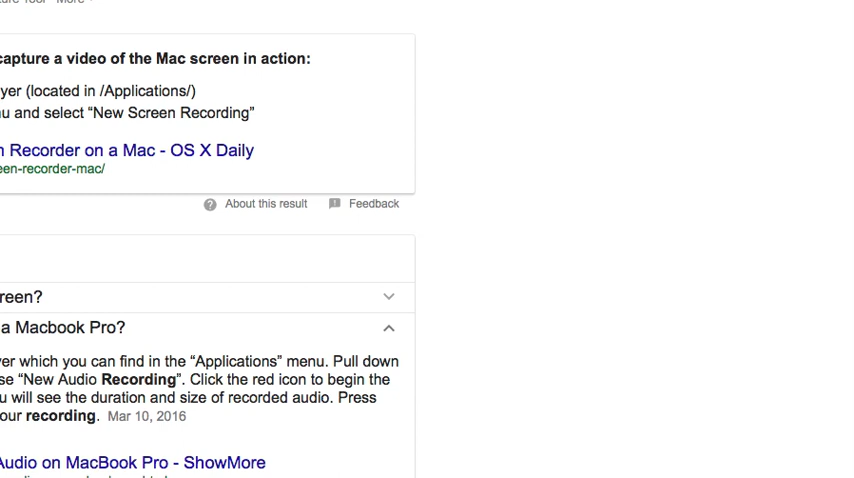 More
capture a video of the Mac screen in action:
yer (located in /Applications/)
nu and select “New Screen Recording”
n Recorder on a Mac - OS X Daily
een-recorder-mac/
About this result Feedback
reen?
a Macbook Pro?
er which you can find in the “Applications” menu. Pull down
se “New Audio Recording”. Click the red icon to begin the
u will see the duration and size of recorded audio. Press
our recording. Mar 10, 2016
Audio on MacBook Pro - ShowMore